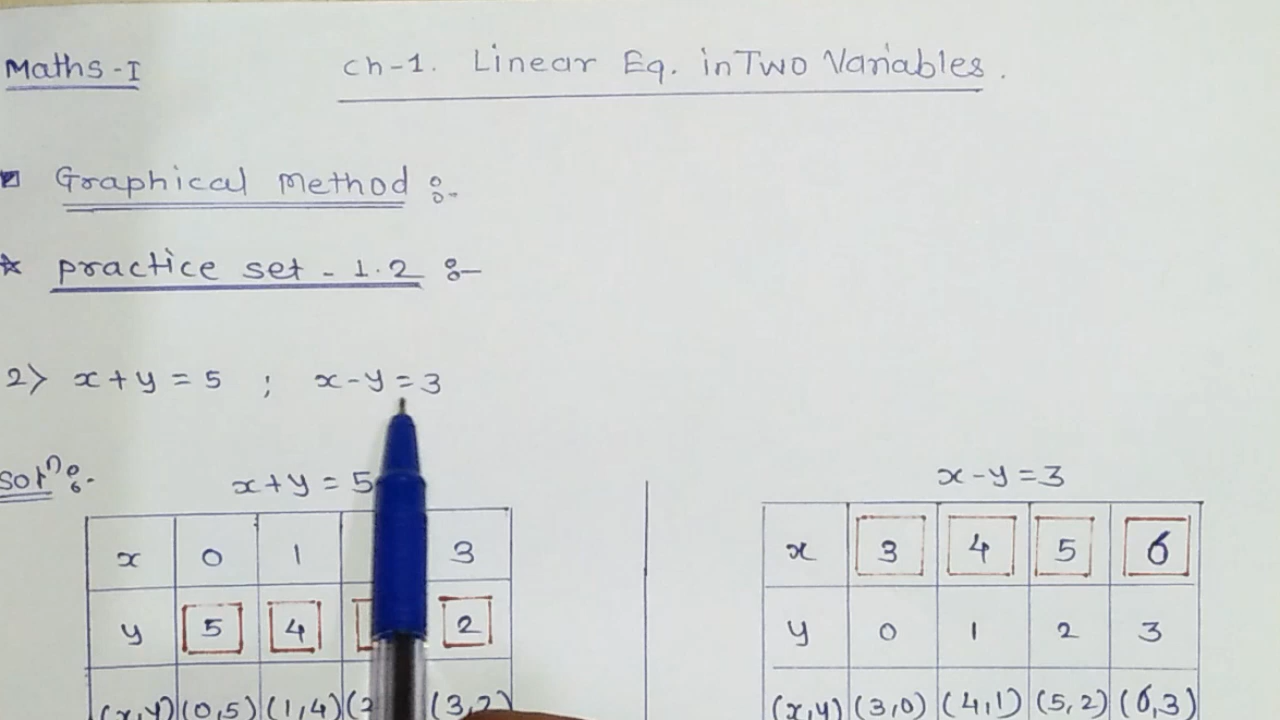 Maths-I
Ch-1. Linear Eq. in Two Variables.
Graphical Method :-
☆ practice set - 1.2 :-
2) x+y = 5 ; x-y = 3
Solⁿ:-
x+y = 5
x 0 1 3
y 5 4 2
(x,y) (0,5) (1,4) (2 (3,2)
x-y = 3
x 3 4 5 6
y 0 1 2 3
(x,y) (3,0) (4,1) (5,2) (6,3)